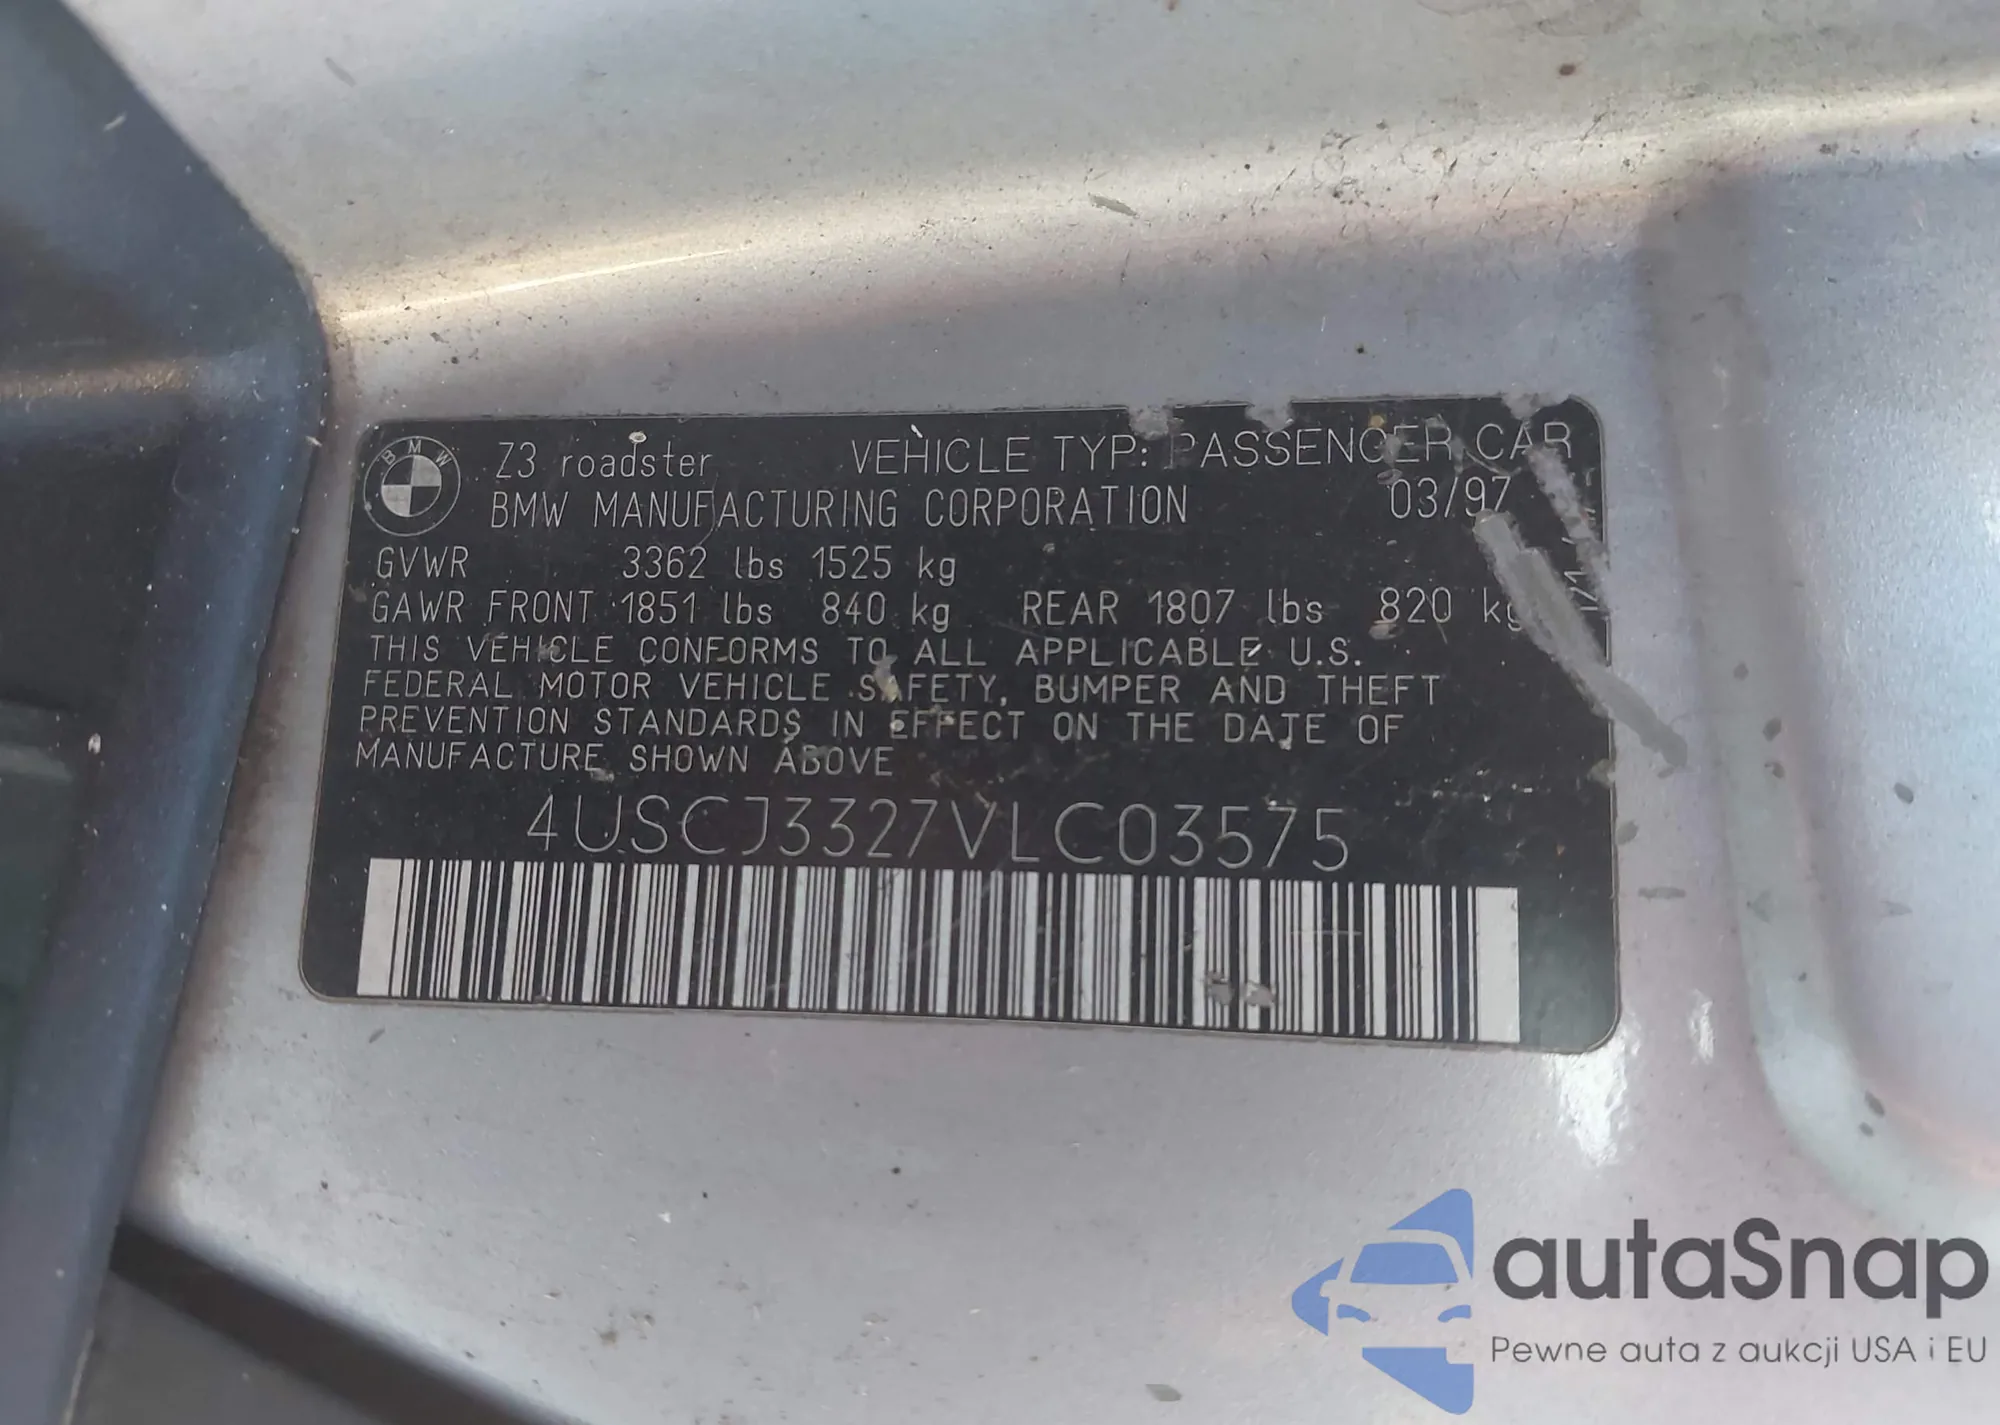 BMW
Z3 roadster VEHICLE TYP: PASSENGER CAR
BMW MANUFACTURING CORPORATION 03/97
GVWR 3362 lbs 1525 kg
GAWR FRONT 1851 lbs 840 kg REAR 1807 lbs 820 kg
THIS VEHICLE CONFORMS TO ALL APPLICABLE U.S.
FEDERAL MOTOR VEHICLE SAFETY, BUMPER AND THEFT
PREVENTION STANDARDS IN EFFECT ON THE DATE OF
MANUFACTURE SHOWN ABOVE
4USCJ3327VLC03575
autaSnap
Pewne auta z aukcji USA i EU